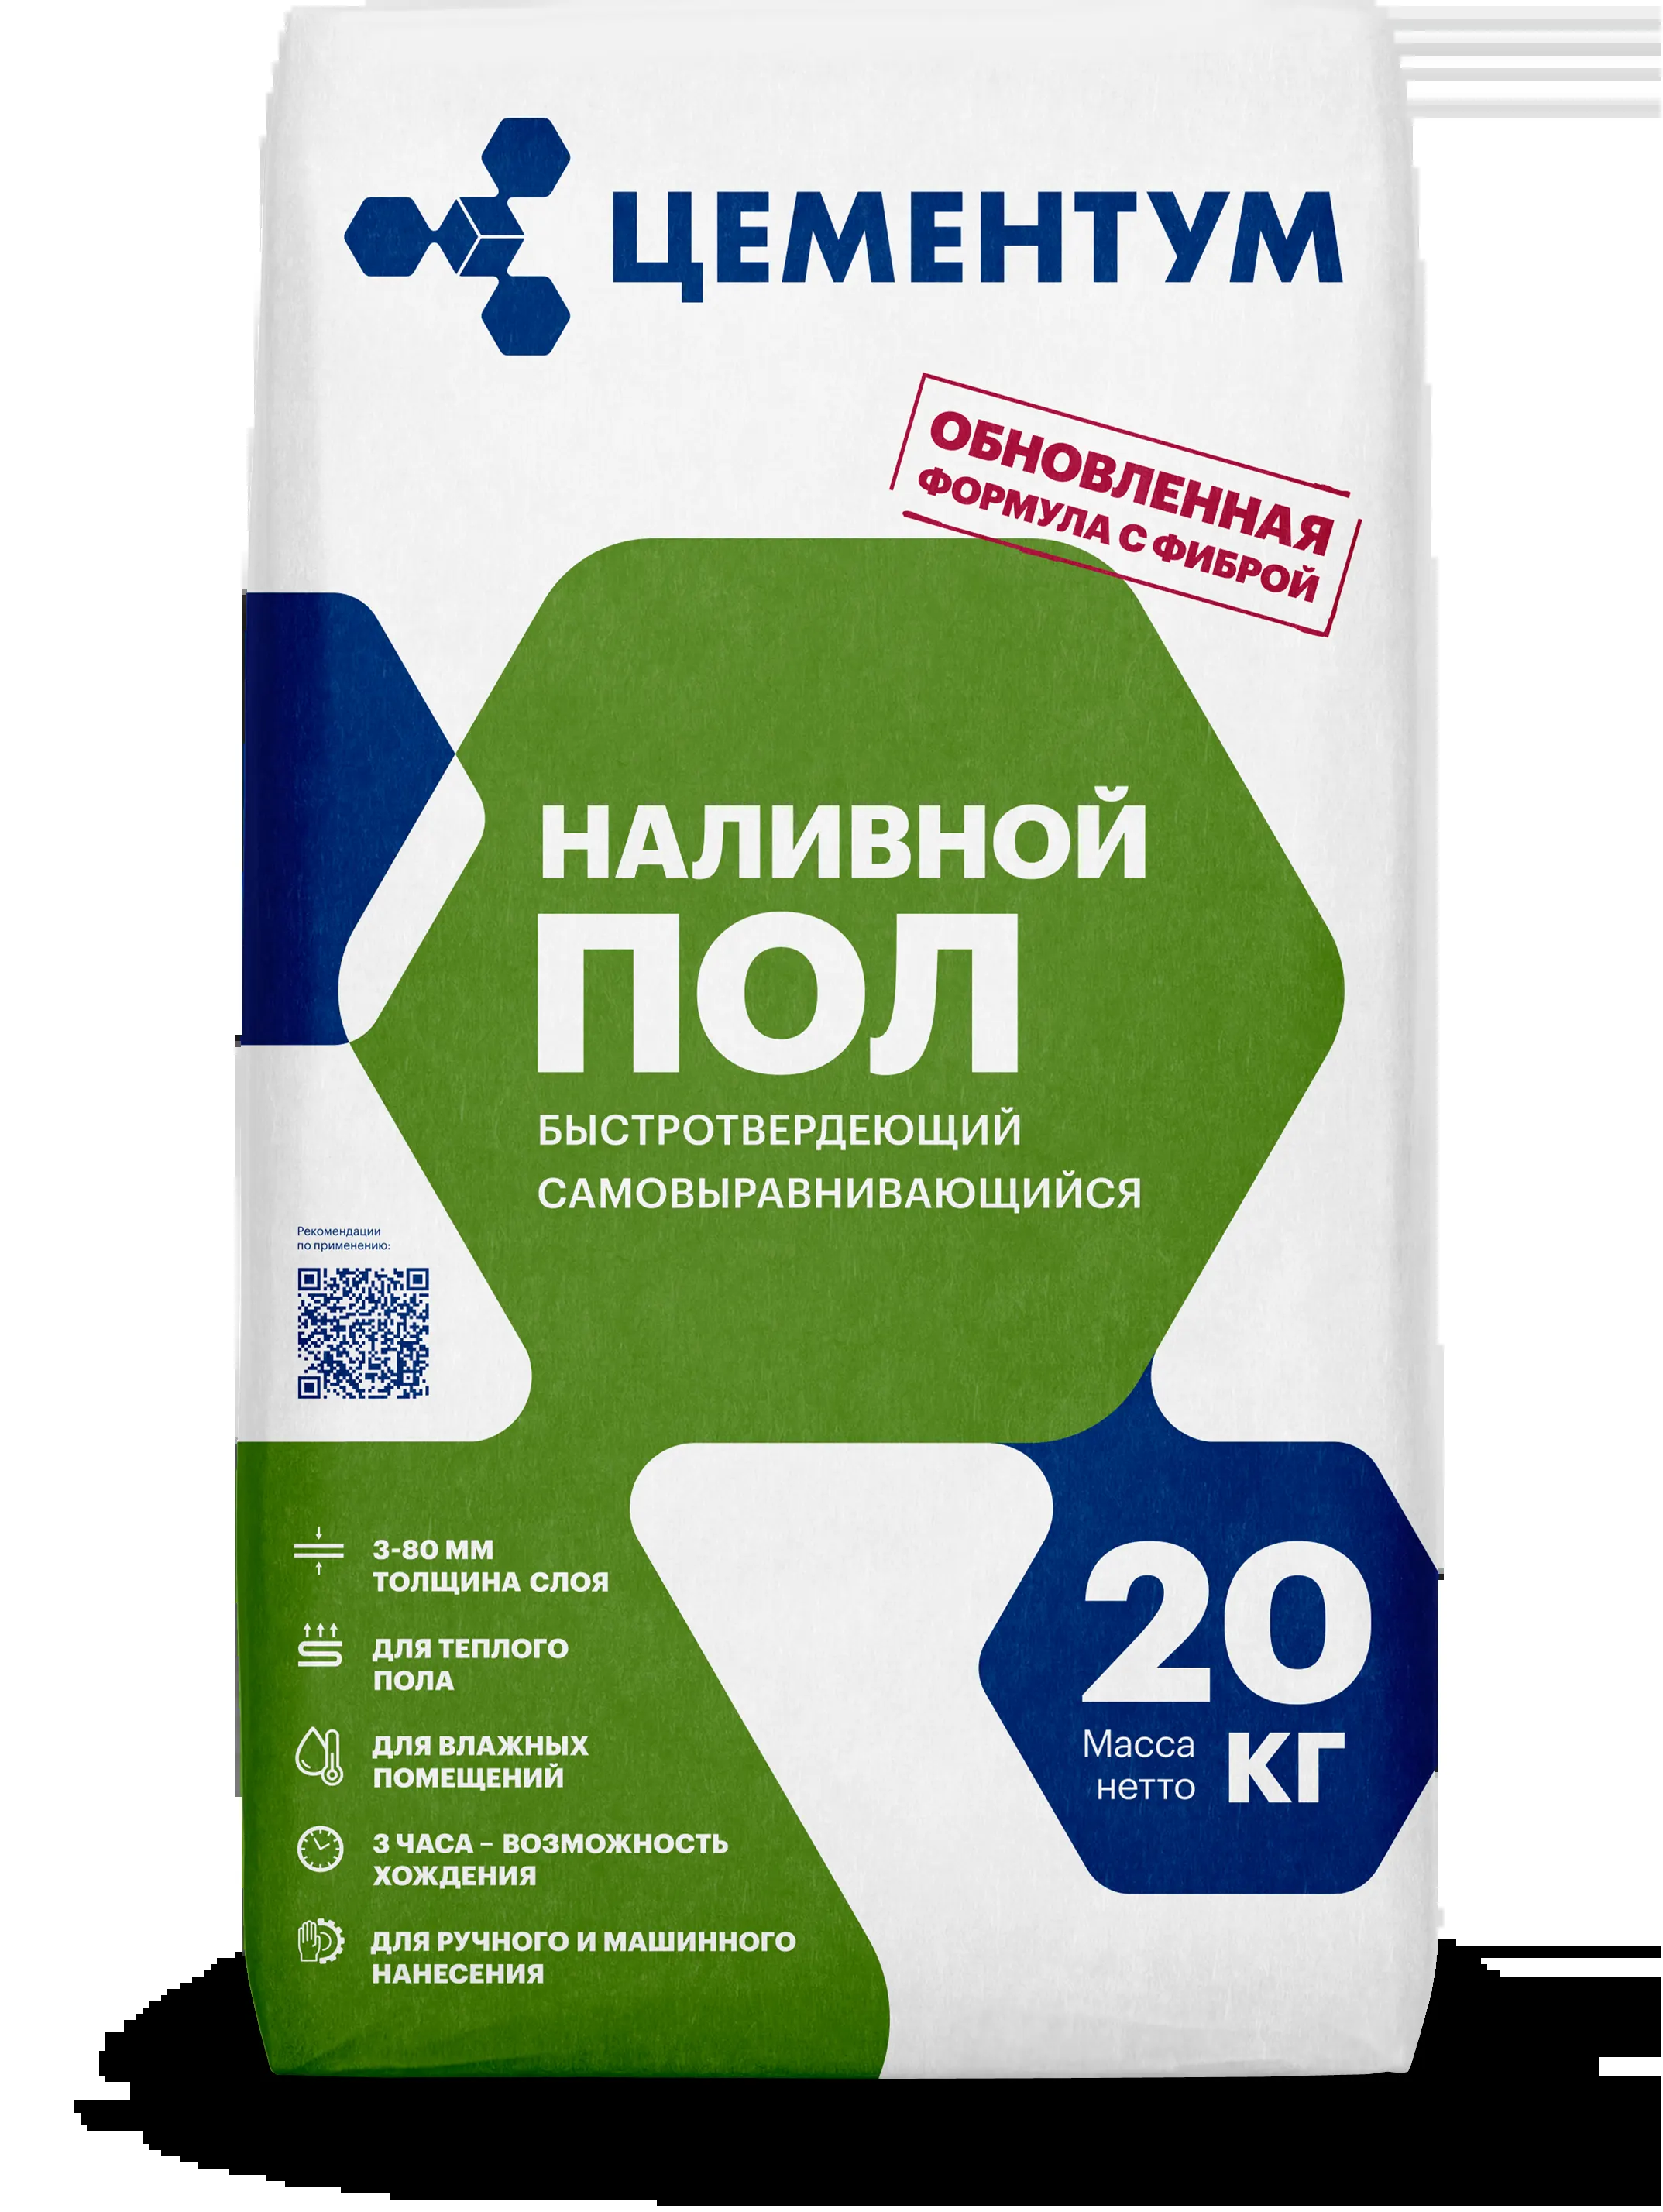 ЦЕМЕНТУМ
ОБНОВЛЕННАЯ
ФОРМУЛА С ФИБРОЙ
НАЛИВНОЙ
ПОЛ
БЫСТРОТВЕРДЕЮЩИЙ
САМОВЫРАВНИВАЮЩИЙСЯ
Рекомендации
по применению:
3-80 ММ
ТОЛЩИНА СЛОЯ
ДЛЯ ТЕПЛОГО
ПОЛА
ДЛЯ ВЛАЖНЫХ
ПОМЕЩЕНИЙ
3 ЧАСА – ВОЗМОЖНОСТЬ
ХОЖДЕНИЯ
ДЛЯ РУЧНОГО И МАШИННОГО
НАНЕСЕНИЯ
20
Масса
нетто
КГ